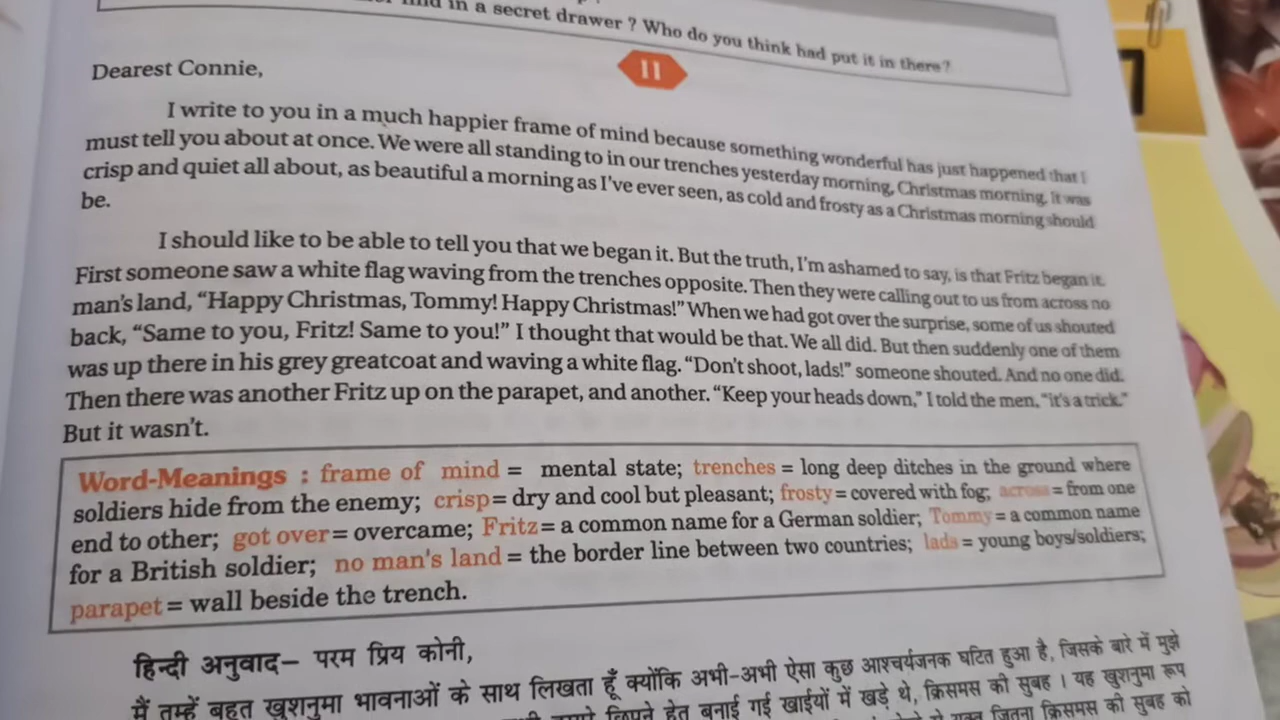 in a secret drawer ? Who do you think had put it in there?
11
Dearest Connie,
I write to you in a much happier frame of mind because something wonderful has just happened that I
must tell you about at once. We were all standing to in our trenches yesterday morning, Christmas morning. It was
crisp and quiet all about, as beautiful a morning as I've ever seen, as cold and frosty as a Christmas morning should
be.
I should like to be able to tell you that we began it. But the truth, I'm ashamed to say, is that Fritz began it.
First someone saw a white flag waving from the trenches opposite. Then they were calling out to us from across no
man's land, “Happy Christmas, Tommy! Happy Christmas!” When we had got over the surprise, some of us shouted
back, “Same to you, Fritz! Same to you!” I thought that would be that. We all did. But then suddenly one of them
was up there in his grey greatcoat and waving a white flag. “Don't shoot, lads!” someone shouted. And no one did.
Then there was another Fritz up on the parapet, and another. “Keep your heads down,” I told the men, “it's a trick.”
But it wasn't.
Word-Meanings : frame of mind = mental state; trenches = long deep ditches in the ground where
soldiers hide from the enemy; crisp = dry and cool but pleasant; frosty = covered with fog; across = from one
end to other; got over = overcame; Fritz = a common name for a German soldier; Tommy = a common name
for a British soldier; no man's land = the border line between two countries; lads = young boys/soldiers;
parapet = wall beside the trench.
हिन्दी अनुवाद– परम प्रिय कोनी,
मैं तुम्हें बहुत खुशनुमा भावनाओं के साथ लिखता हूँ क्योंकि अभी-अभी ऐसा कुछ आश्चर्यजनक घटित हुआ है, जिसके बारे में मुझे
छिपने हेतु बनाई गई खाईयों में खड़े थे, क्रिसमस की सुबह । यह खुशनुमा रूप
जितना क्रिसमस की सुबह को